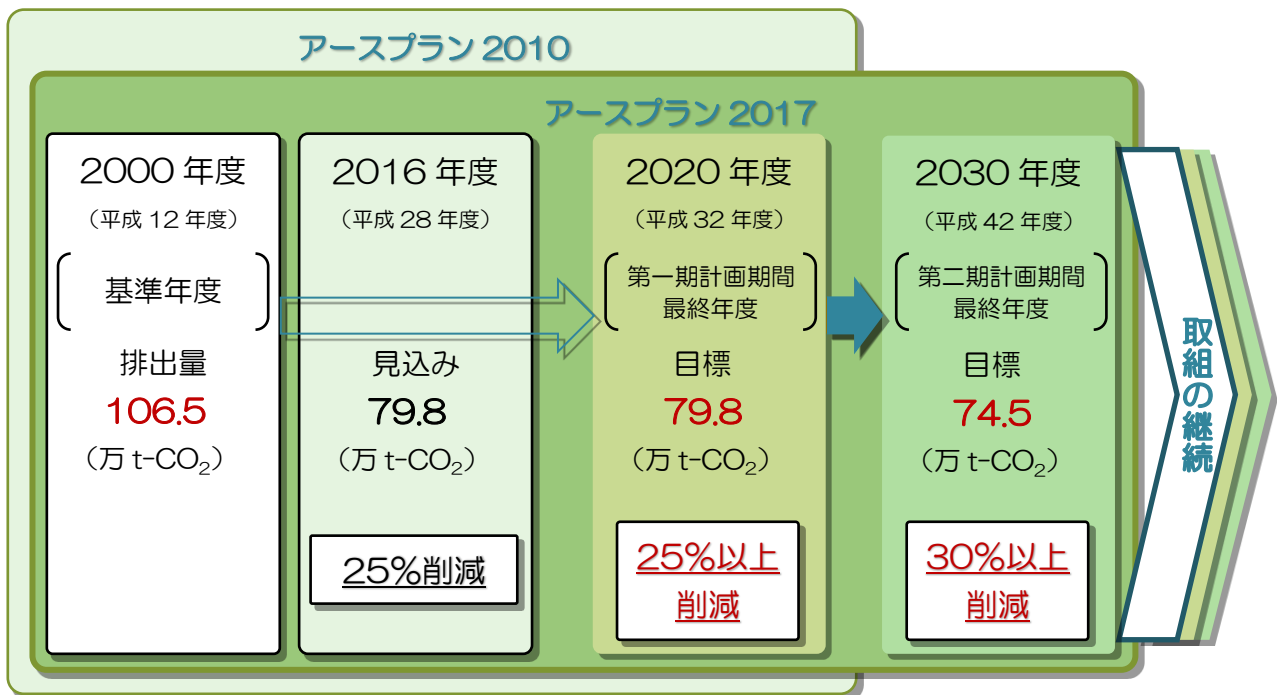 アースプラン 2010
アースプラン 2017
2000 年度
（平成 12 年度）
基準年度
排出量
106.5
（万 t-CO₂）
2016 年度
（平成 28 年度）
見込み
79.8
（万 t-CO₂）
25%削減
2020 年度
（平成 32 年度）
第一期計画期間
最終年度
目標
79.8
（万 t-CO₂）
25%以上
削減
2030 年度
（平成 42 年度）
第二期計画期間
最終年度
目標
74.5
（万 t-CO₂）
30%以上
削減
取組の継続